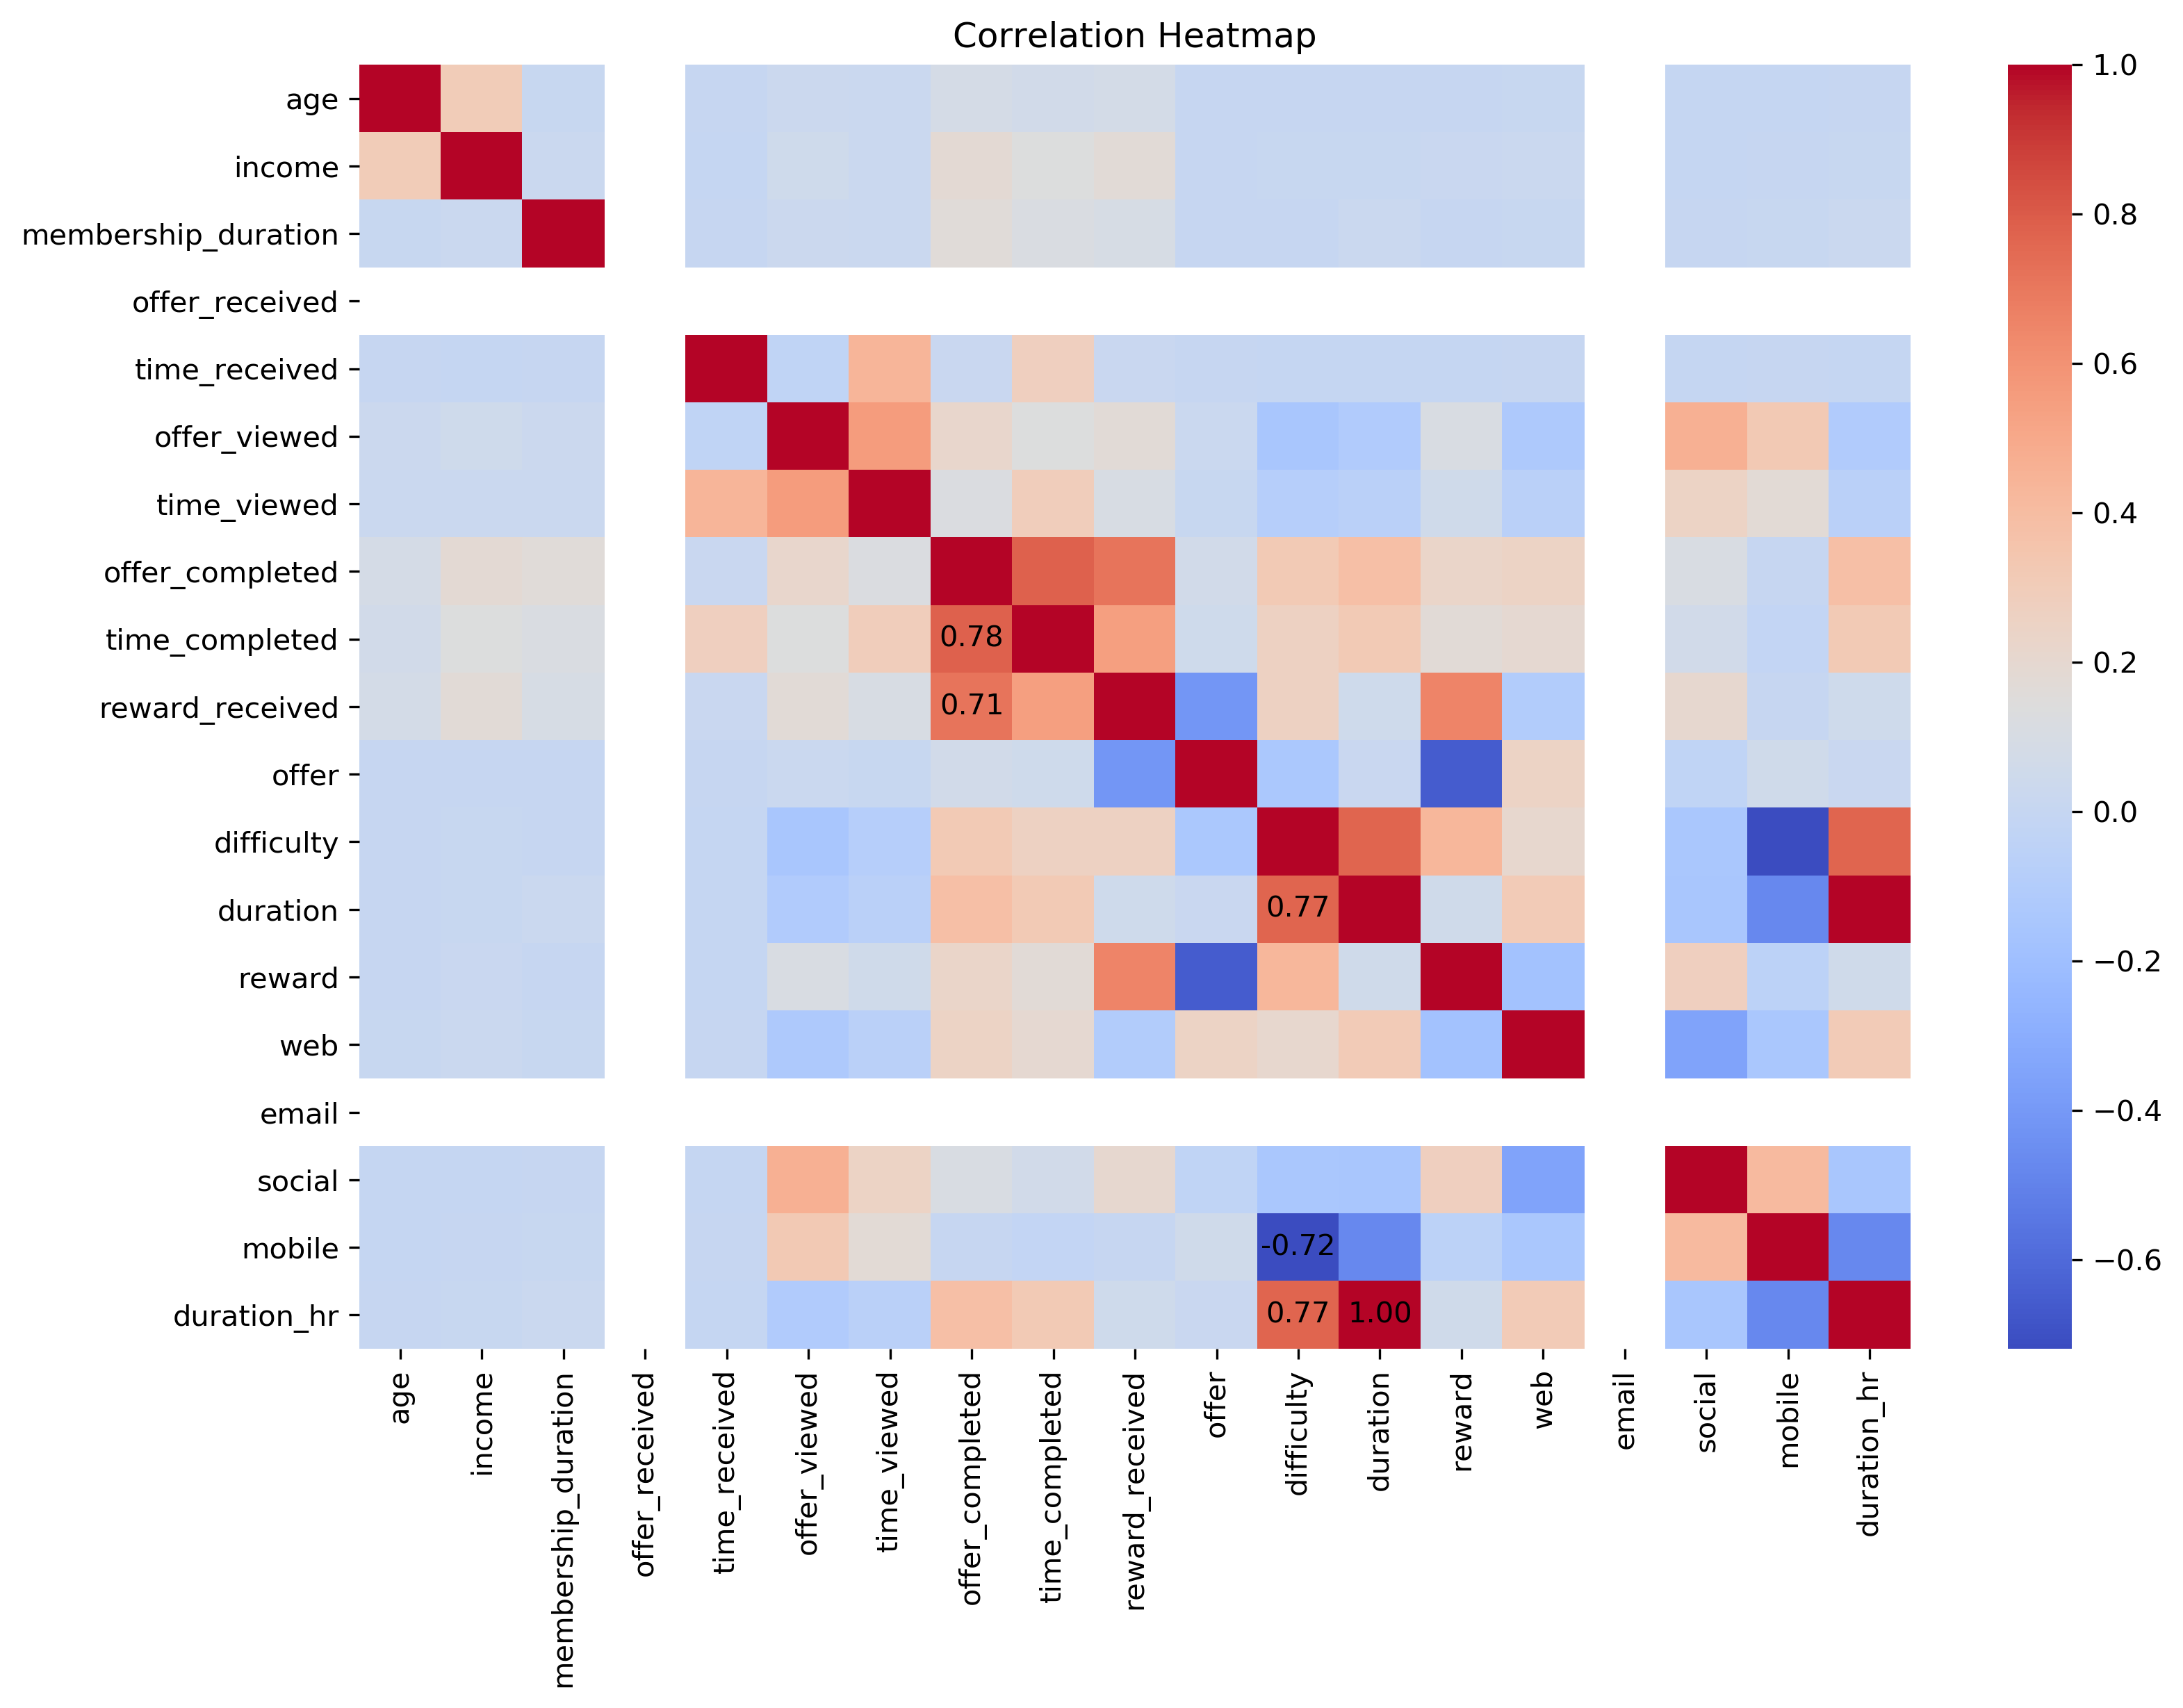 Correlation Heatmap
age
income
membership_duration
offer_received
time_received
offer_viewed
time_viewed
offer_completed
time_completed
reward_received
offer
difficulty
duration
reward
web
email
social
mobile
duration_hr
0.78
0.71
0.77
-0.72
0.77 1.00
age
income
membership_duration
offer_received
time_received
offer_viewed
time_viewed
offer_completed
time_completed
reward_received
offer
difficulty
duration
reward
web
email
social
mobile
duration_hr
1.0
0.8
0.6
0.4
0.2
0.0
−0.2
−0.4
−0.6